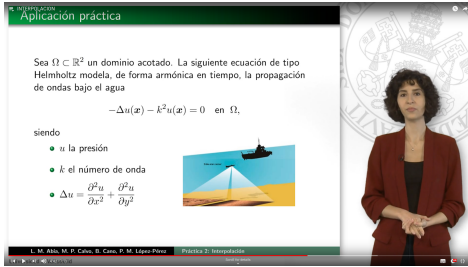 INTERPOLACION
Aplicación práctica
Sea Ω ⊂ ℝ² un dominio acotado. La siguiente ecuación de tipo
Helmholtz modela, de forma armónica en tiempo, la propagación
de ondas bajo el agua
−Δu(x) − k²u(x) = 0 en Ω,
siendo
u la presión
k el número de onda
Δu = ∂²u/∂x² + ∂²u/∂y²
L. M. Abia, M. P. Calvo, B. Cano, P. M. López-Pérez Práctica 2: Interpolación